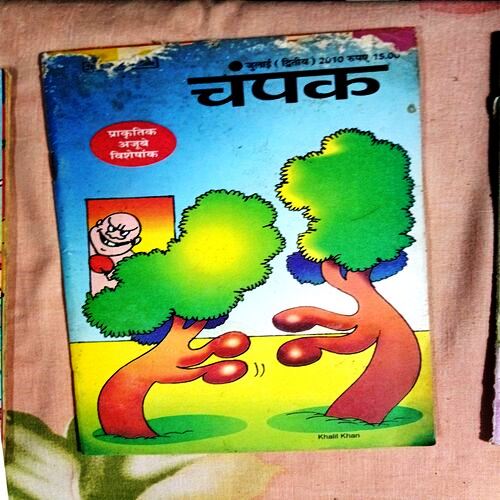 जुलाई ( द्वितीय ) 2010 रुपए 15.00
चंपक
प्राकृतिक
अजूबे
विशेषांक
Khalil Khan